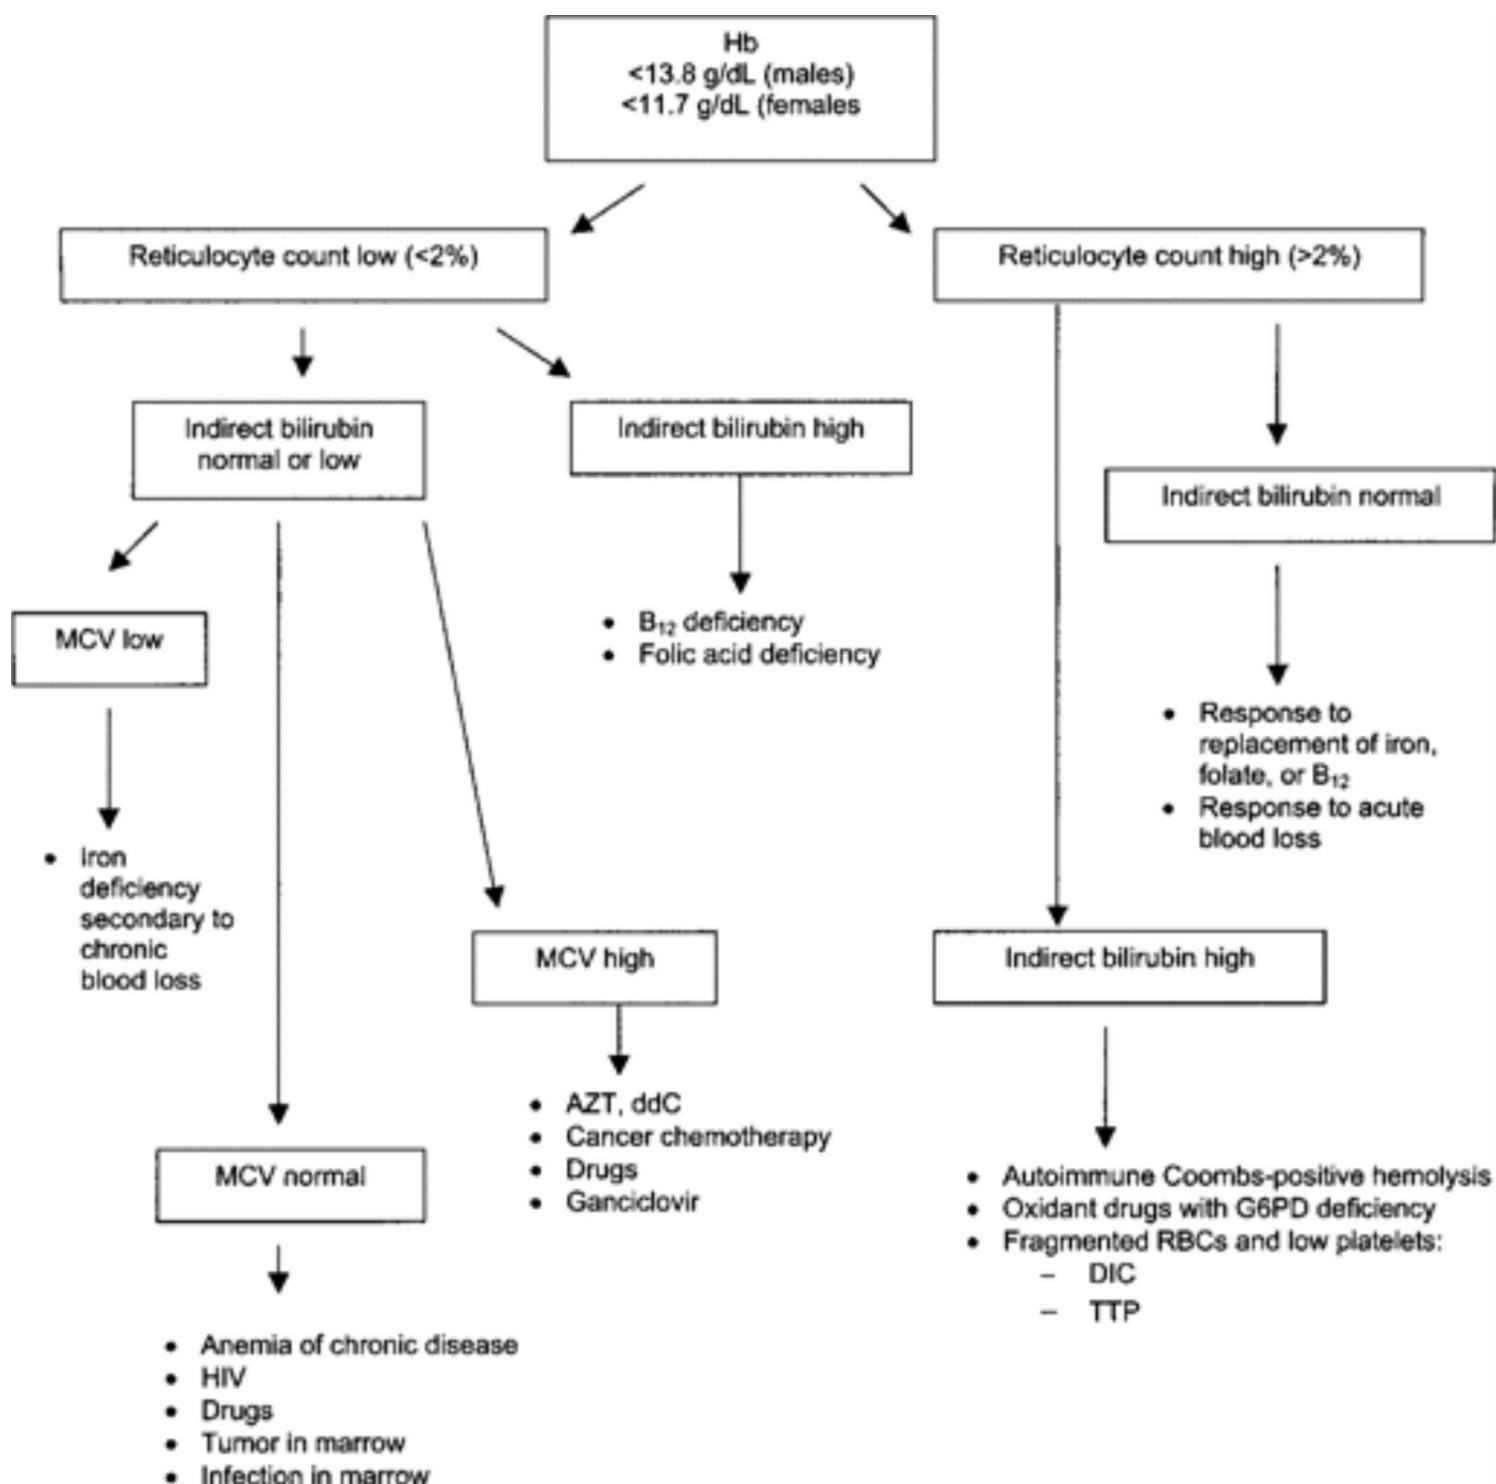 Hb
<13.8 g/dL (males)
<11.7 g/dL (females
Reticulocyte count low (<2%)
Reticulocyte count high (>2%)
Indirect bilirubin
normal or low
Indirect bilirubin high
Indirect bilirubin normal
MCV low
• B₁₂ deficiency
• Folic acid deficiency
• Response to
replacement of iron,
folate, or B₁₂
• Response to acute
blood loss
• Iron
deficiency
secondary to
chronic
blood loss
MCV high
Indirect bilirubin high
• AZT, ddC
• Cancer chemotherapy
• Drugs
• Ganciclovir
MCV normal
• Autoimmune Coombs-positive hemolysis
• Oxidant drugs with G6PD deficiency
• Fragmented RBCs and low platelets:
– DIC
– TTP
• Anemia of chronic disease
• HIV
• Drugs
• Tumor in marrow
• Infection in marrow